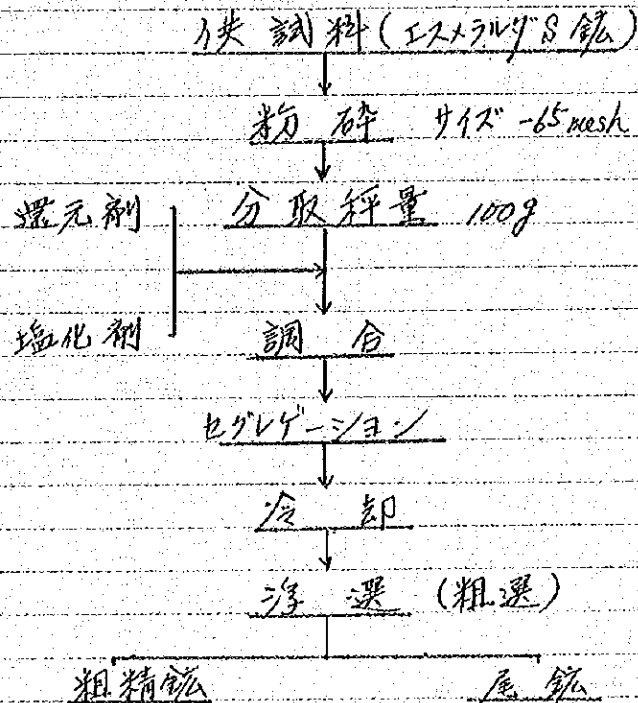 供試料(エスメラルダS鉱)
粉砕 サイズ -65mesh
還元剤 分取秤量 100g
塩化剤 調合
セグレゲーション
冷却
浮選 (粗選)
粗精鉱 尾鉱